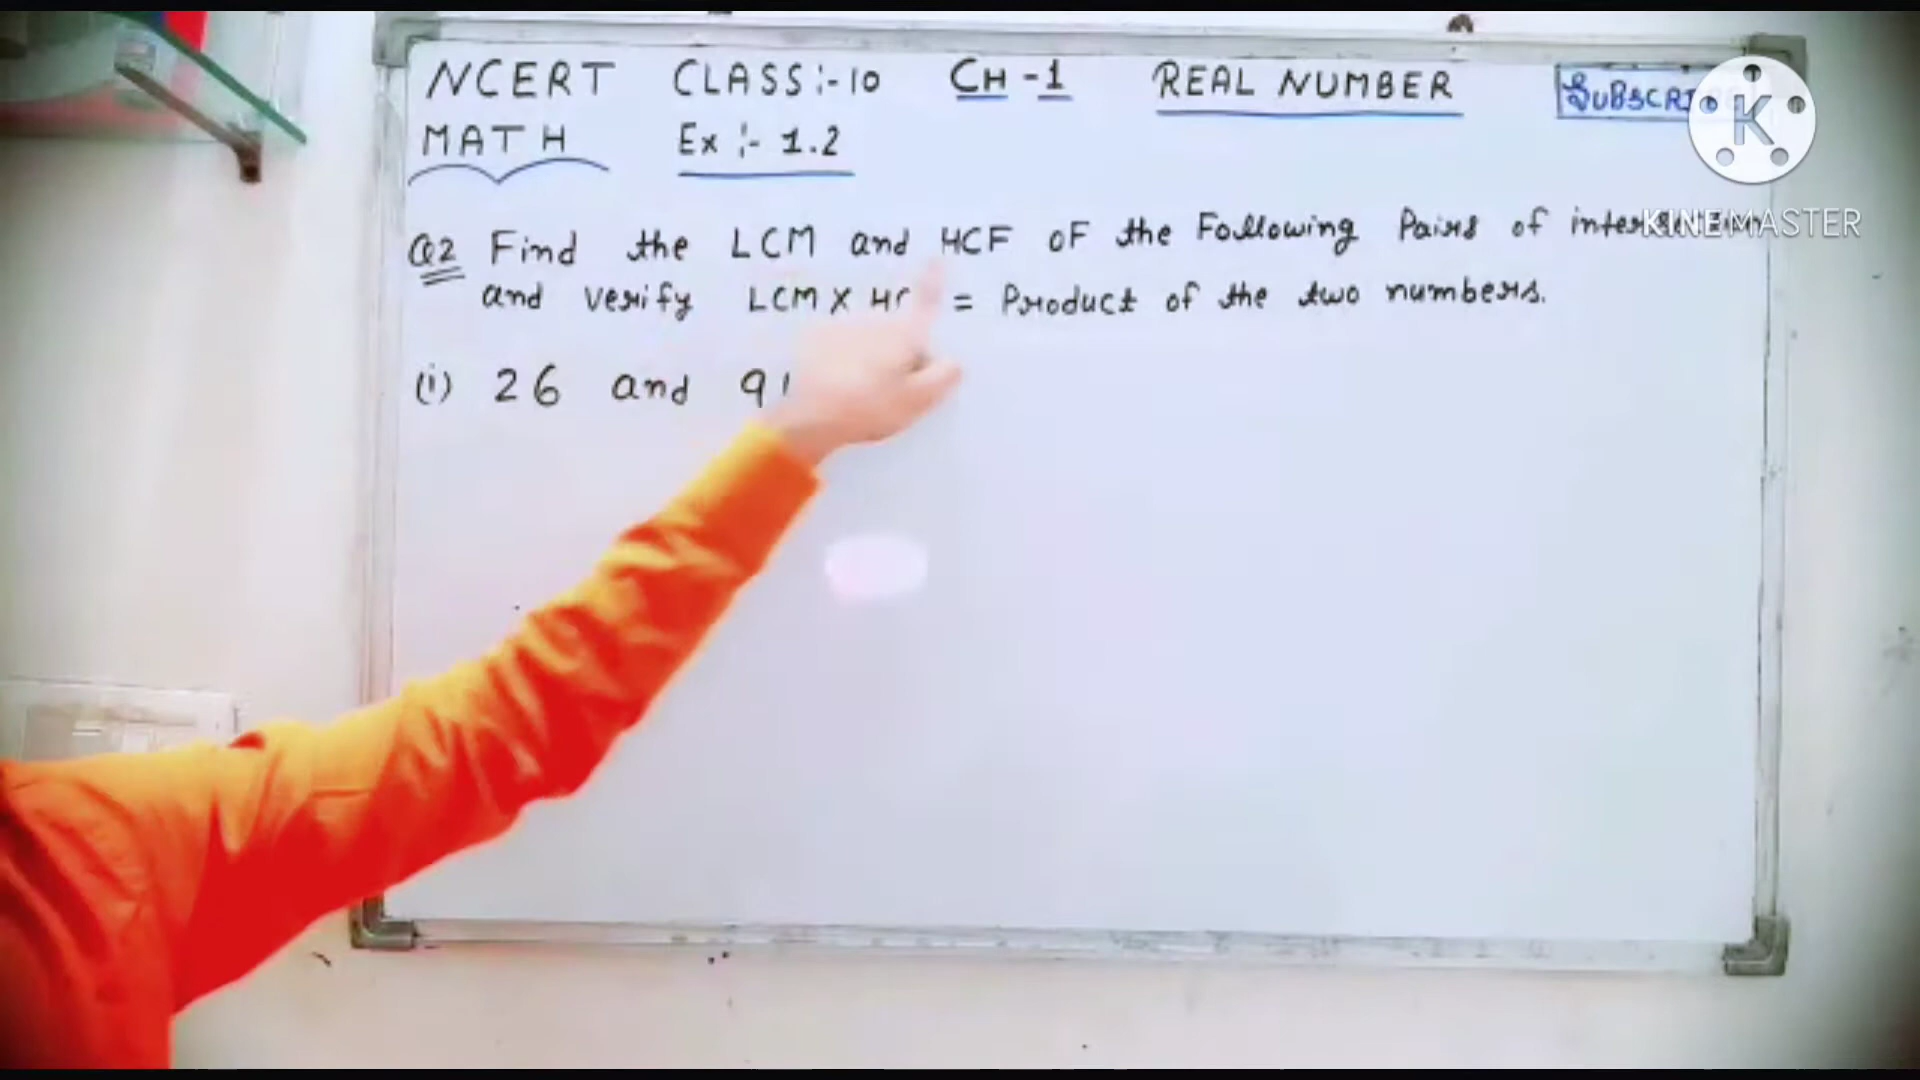 NCERT CLASS:-10 CH-1 REAL NUMBER
MATH Ex:- 1.2
Q2 Find the LCM and HCF OF the Following Pairs of
and verify LCM X = Product of the two numbers.
(i) 26 and 91
K
KINEMASTER